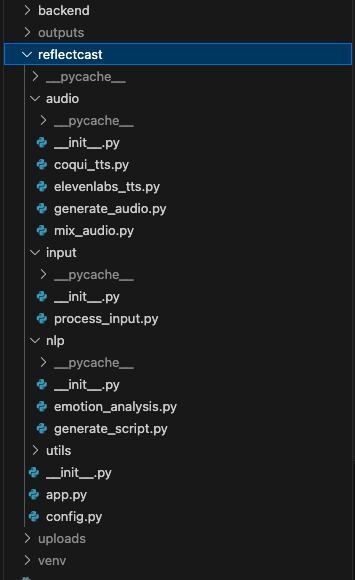 backend
outputs
reflectcast
__pycache__
audio
__pycache__
__init__.py
coqui_tts.py
elevenlabs_tts.py
generate_audio.py
mix_audio.py
input
__pycache__
__init__.py
process_input.py
nlp
__pycache__
__init__.py
emotion_analysis.py
generate_script.py
utils
__init__.py
app.py
config.py
uploads
venv